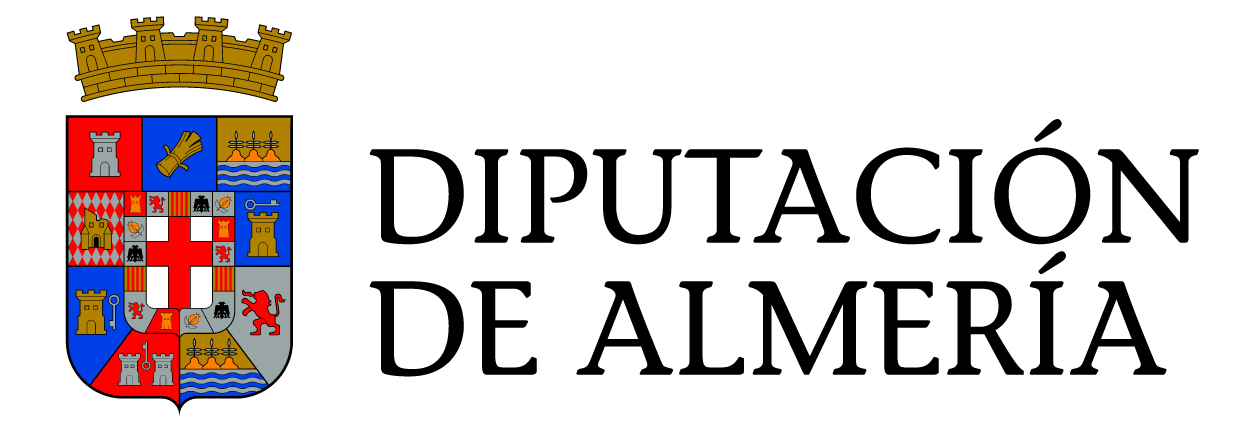 DIPUTACIÓN
DE ALMERÍA